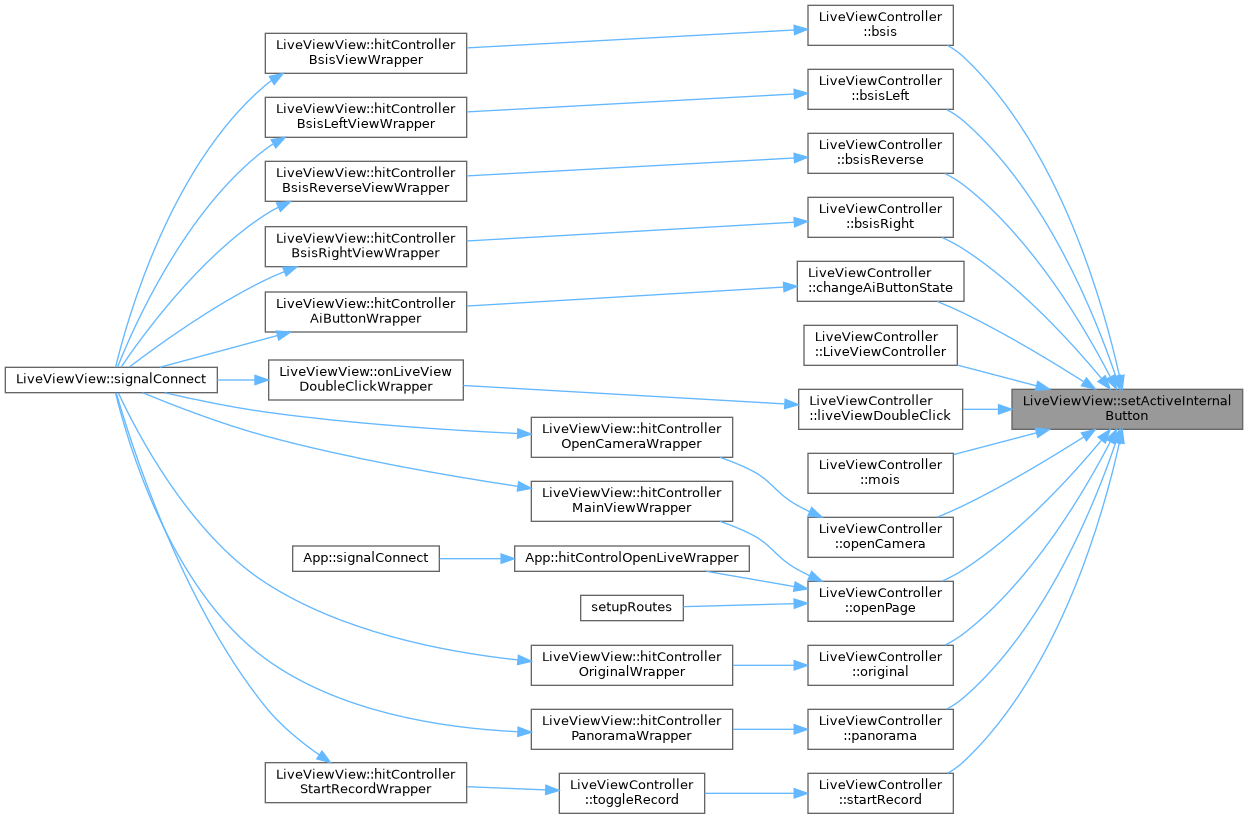 LiveViewController
::bsis
LiveViewView::hitController
BsisViewWrapper
LiveViewController
::bsisLeft
LiveViewView::hitController
BsisLeftViewWrapper
LiveViewController
::bsisReverse
LiveViewView::hitController
BsisReverseViewWrapper
LiveViewController
::bsisRight
LiveViewView::hitController
BsisRightViewWrapper
LiveViewController
::changeAiButtonState
LiveViewView::hitController
AiButtonWrapper
LiveViewController
::LiveViewController
LiveViewView::signalConnect
LiveViewView::onLiveView
DoubleClickWrapper
LiveViewController
::liveViewDoubleClick
LiveViewView::setActiveInternal
Button
LiveViewView::hitController
OpenCameraWrapper
LiveViewController
::mois
LiveViewView::hitController
MainViewWrapper
LiveViewController
::openCamera
App::signalConnect
App::hitControlOpenLiveWrapper
LiveViewController
::openPage
setupRoutes
LiveViewView::hitController
OriginalWrapper
LiveViewController
::original
LiveViewView::hitController
PanoramaWrapper
LiveViewController
::panorama
LiveViewView::hitController
StartRecordWrapper
LiveViewController
::toggleRecord
LiveViewController
::startRecord